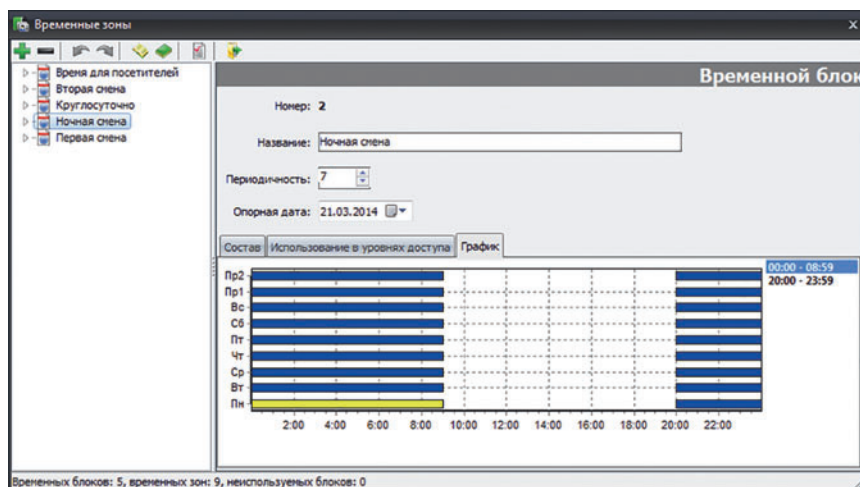 Временные зоны
Время для посетителей
Вторая смена
Круглосуточно
Ночная смена
Первая смена
Временной блок
Номер: 2
Название: Ночная смена
Периодичность: 7
Опорная дата: 21.03.2014
Состав Использование в уровнях доступа График
00:00 - 08:59
20:00 - 23:59
Пр2
Пр1
Вс
Сб
Пт
Чт
Ср
Вт
Пн
2:00 4:00 6:00 8:00 10:00 12:00 14:00 16:00 18:00 20:00 22:00
Временных блоков: 5, временных зон: 9, неиспользуемых блоков: 0